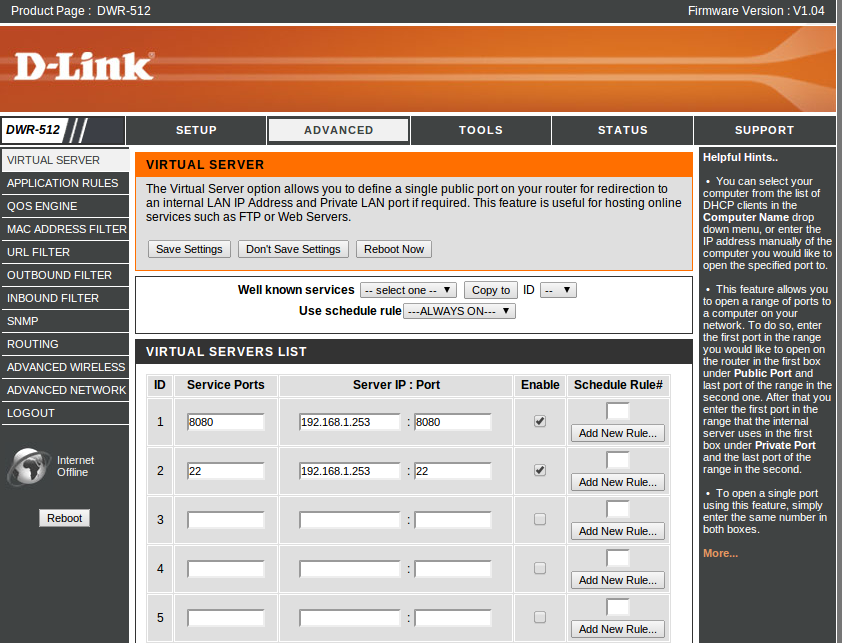 Product Page : DWR-512 Firmware Version : V1.04
D-Link®
DWR-512 SETUP ADVANCED TOOLS STATUS SUPPORT
VIRTUAL SERVER
APPLICATION RULES
QOS ENGINE
MAC ADDRESS FILTER
URL FILTER
OUTBOUND FILTER
INBOUND FILTER
SNMP
ROUTING
ADVANCED WIRELESS
ADVANCED NETWORK
LOGOUT
Internet
Offline
Reboot
VIRTUAL SERVER
The Virtual Server option allows you to define a single public port on your router for redirection to
an internal LAN IP Address and Private LAN port if required. This feature is useful for hosting online
services such as FTP or Web Servers.
Save Settings Don't Save Settings Reboot Now
Well known services -- select one -- Copy to ID --
Use schedule rule ---ALWAYS ON---
VIRTUAL SERVERS LIST
ID Service Ports Server IP : Port Enable Schedule Rule#
1 8080 192.168.1.253 : 8080
Add New Rule...
2 22 192.168.1.253 : 22
Add New Rule...
3 :
Add New Rule...
4 :
Add New Rule...
5 :
Add New Rule...
Helpful Hints..
• You can select your
computer from the list of
DHCP clients in the
Computer Name drop
down menu, or enter the
IP address manually of the
computer you would like to
open the specified port to.
• This feature allows you
to open a range of ports to
a computer on your
network. To do so, enter
the first port in the range
you would like to open on
the router in the first box
under Public Port and
last port of the range in the
second one. After that you
enter the first port in the
range that the internal
server uses in the first
box under Private Port
and the last port of the
range in the second.
• To open a single port
using this feature, simply
enter the same number in
both boxes.
More...